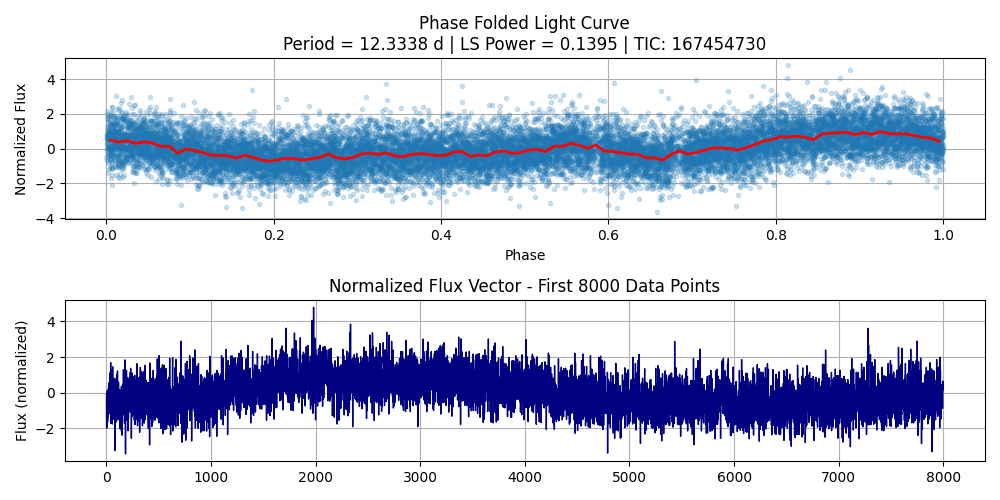 Phase Folded Light Curve
Period = 12.3338 d | LS Power = 0.1395 | TIC: 167454730
Normalized Flux
4
2
0
−2
−4
0.0 0.2 0.4 0.6 0.8 1.0
Phase
Normalized Flux Vector - First 8000 Data Points
Flux (normalized)
4
2
0
−2
0 1000 2000 3000 4000 5000 6000 7000 8000